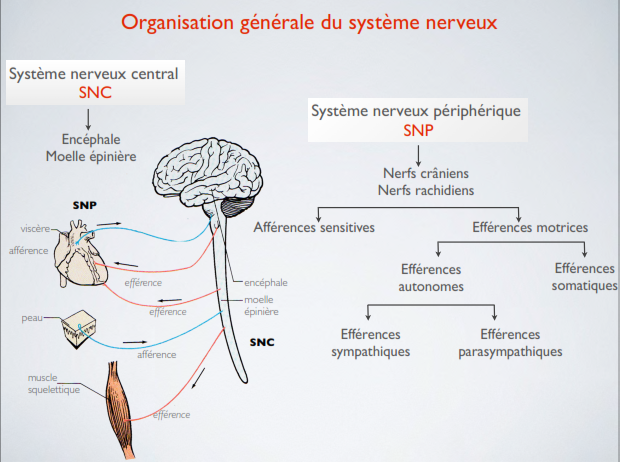 Organisation générale du système nerveux
Système nerveux central
SNC
Encéphale
Moelle épinière
SNP
viscère
afférence
efférence
efférence
encéphale
moelle
épinière
peau
SNC
afférence
muscle
squelettique
efférence
Système nerveux périphérique
SNP
Nerfs crâniens
Nerfs rachidiens
Afférences sensitives
Efférences motrices
Efférences
autonomes
Efférences
somatiques
Efférences
sympathiques
Efférences
parasympathiques